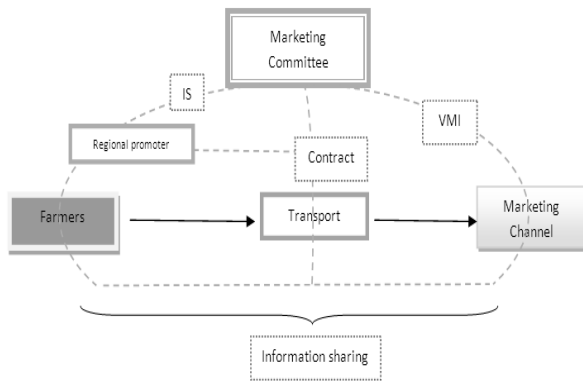 Marketing
Committee
IS
VMI
Regional promoter
Contract
Farmers
Transport
Marketing
Channel
Information sharing